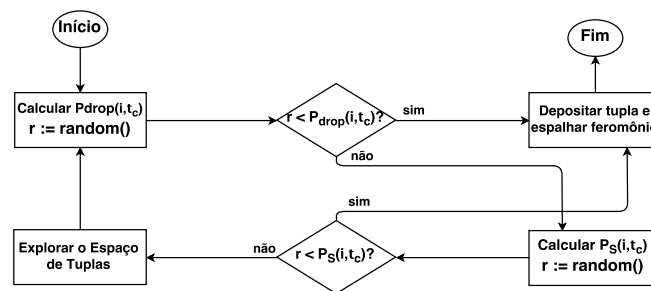 Início
Fim
Calcular Pdrop(i,tc)
r := random()
r < Pdrop(i,tc)?
sim
Depositar tupla e
espalhar feromôni
não
sim
Explorar o Espaço
de Tuplas
não
r < PS(i,tc)?
Calcular PS(i,tc)
r := random()